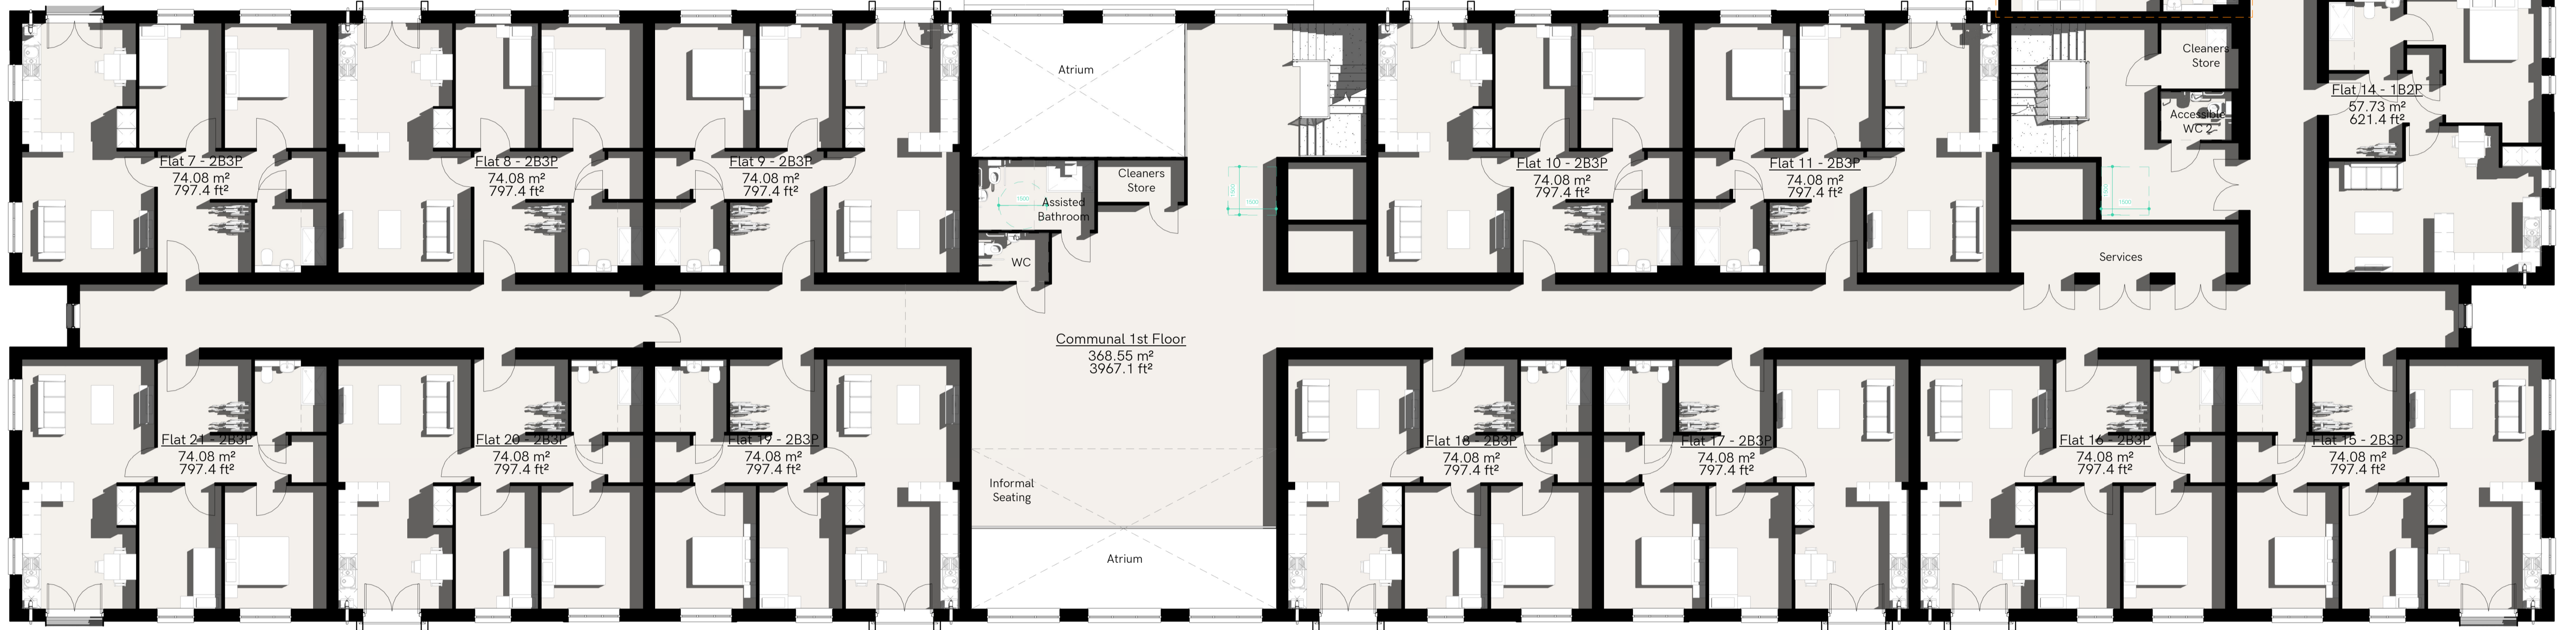 Atrium
Cleaners
Store
Accessible
WC 2
Flat 14 - 1B2P
57.73 m²
621.4 ft²
Flat 7 - 2B3P
74.08 m²
797.4 ft²
Flat 8 - 2B3P
74.08 m²
797.4 ft²
Flat 9 - 2B3P
74.08 m²
797.4 ft²
Cleaners
Store
Assisted
Bathroom
1500
WC
1500
1500
Flat 10 - 2B3P
74.08 m²
797.4 ft²
Flat 11 - 2B3P
74.08 m²
797.4 ft²
1500
1500
Services
Communal 1st Floor
368.55 m²
3967.1 ft²
Flat 21 - 2B3P
74.08 m²
797.4 ft²
Flat 20 - 2B3P
74.08 m²
797.4 ft²
Flat 19 - 2B3P
74.08 m²
797.4 ft²
Informal
Seating
Atrium
Flat 18 - 2B3P
74.08 m²
797.4 ft²
Flat 17 - 2B3P
74.08 m²
797.4 ft²
Flat 16 - 2B3P
74.08 m²
797.4 ft²
Flat 15 - 2B3P
74.08 m²
797.4 ft²